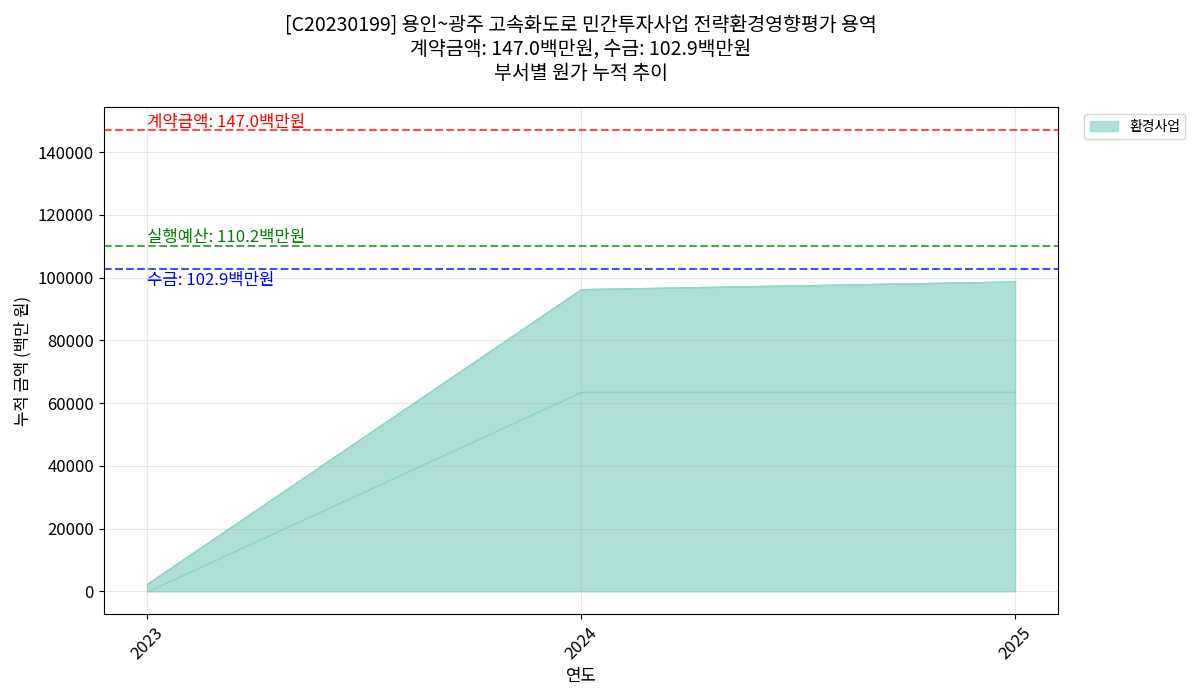 [C20230199] 용인~광주 고속화도로 민간투자사업 전략환경영향평가 용역
계약금액: 147.0백만원, 수금: 102.9백만원
부서별 원가 누적 추이
계약금액: 147.0백만원
실행예산: 110.2백만원
수금: 102.9백만원
환경사업
누적 금액 (백만 원)
140000
120000
100000
80000
60000
40000
20000
0
2023
2024
2025
연도